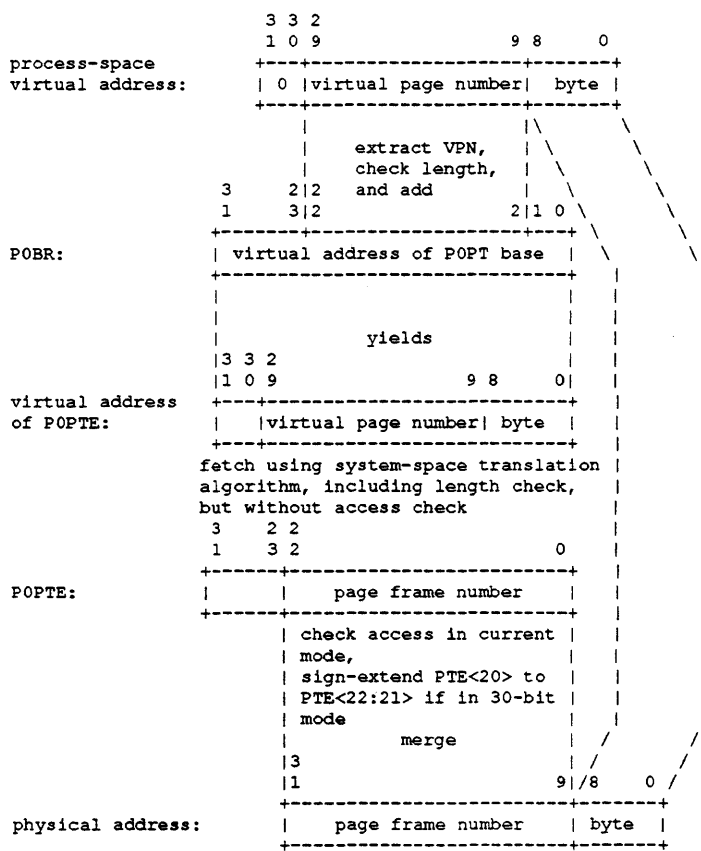 3 3 2
1 0 9 9 8 0
process-space
virtual address: | 0 |virtual page number| byte |
extract VPN,
check length,
3 2|2 and add
1 3|2 2|1 0
P0BR: | virtual address of P0PT base |
yields
|3 3 2
|1 0 9 9 8 0|
virtual address
of P0PTE: | |virtual page number| byte |
fetch using system-space translation
algorithm, including length check,
but without access check
3 2 2
1 3 2 0
P0PTE: | | page frame number |
check access in current
mode,
sign-extend PTE<20> to
PTE<22:21> if in 30-bit
mode
merge
|3
|1 9|/8 0
physical address: | page frame number | byte |